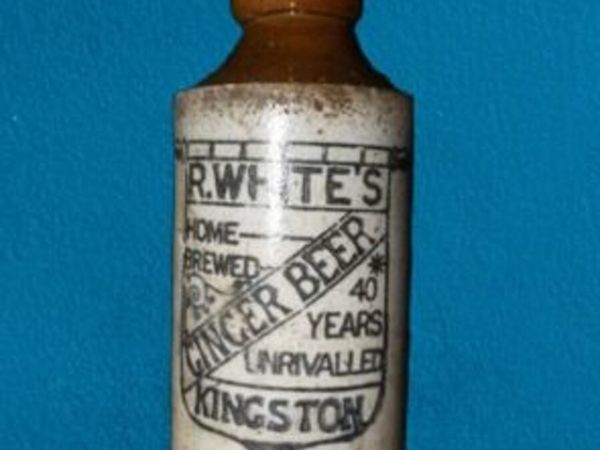 R.WHITE'S
HOME
BREWED
GINGER BEER
40
YEARS
UNRIVALLED
KINGSTON